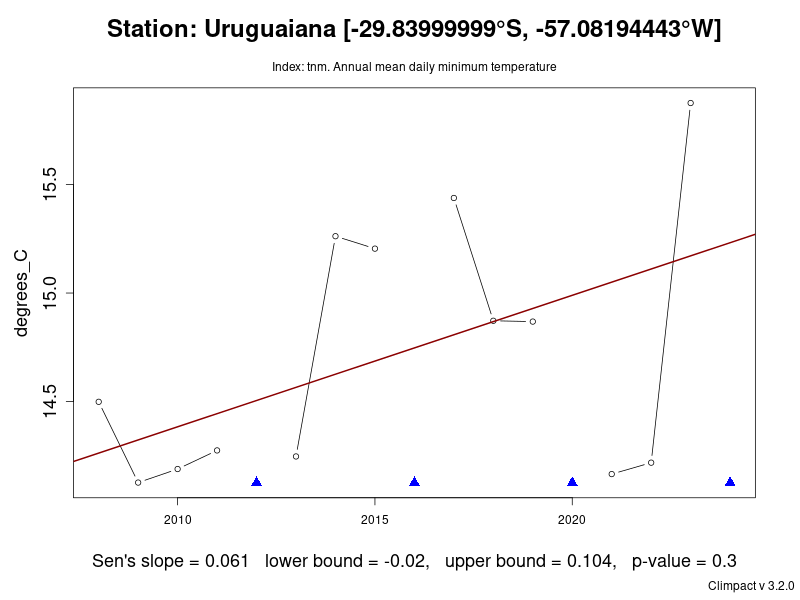 Station: Uruguaiana [-29.83999999°S, -57.08194443°W]
Index: tnm. Annual mean daily minimum temperature
degrees_C
15.5
15.0
14.5
2010 2015 2020
Sen's slope = 0.061 lower bound = -0.02, upper bound = 0.104, p-value = 0.3
Climpact v 3.2.0